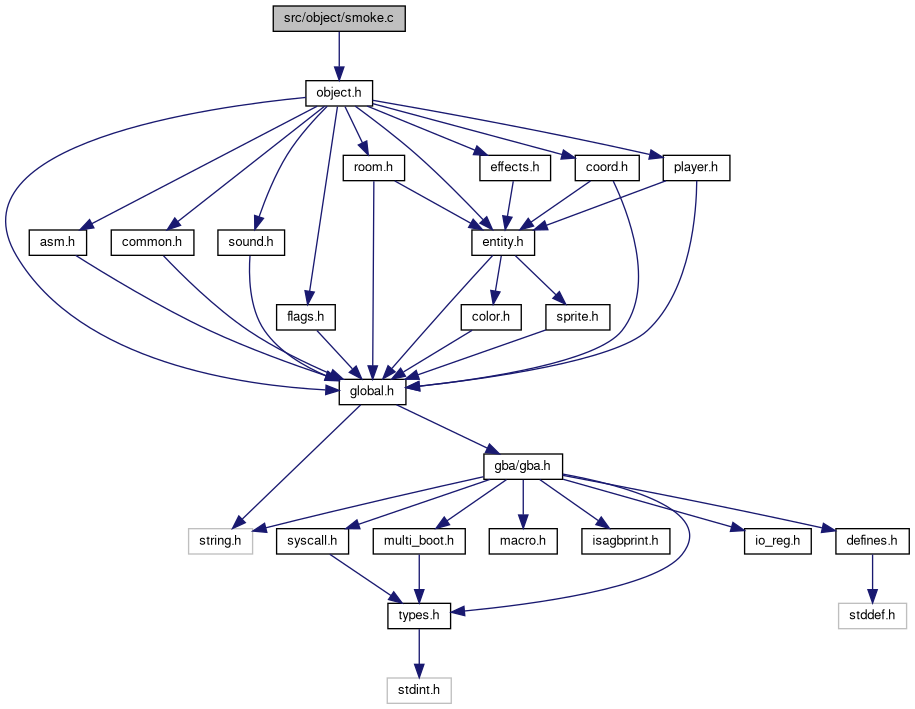 src/object/smoke.c
object.h
room.h
effects.h
coord.h
player.h
asm.h
common.h
sound.h
entity.h
flags.h
color.h
sprite.h
global.h
gba/gba.h
string.h
syscall.h
multi_boot.h
macro.h
isagbprint.h
io_reg.h
defines.h
types.h
stddef.h
stdint.h